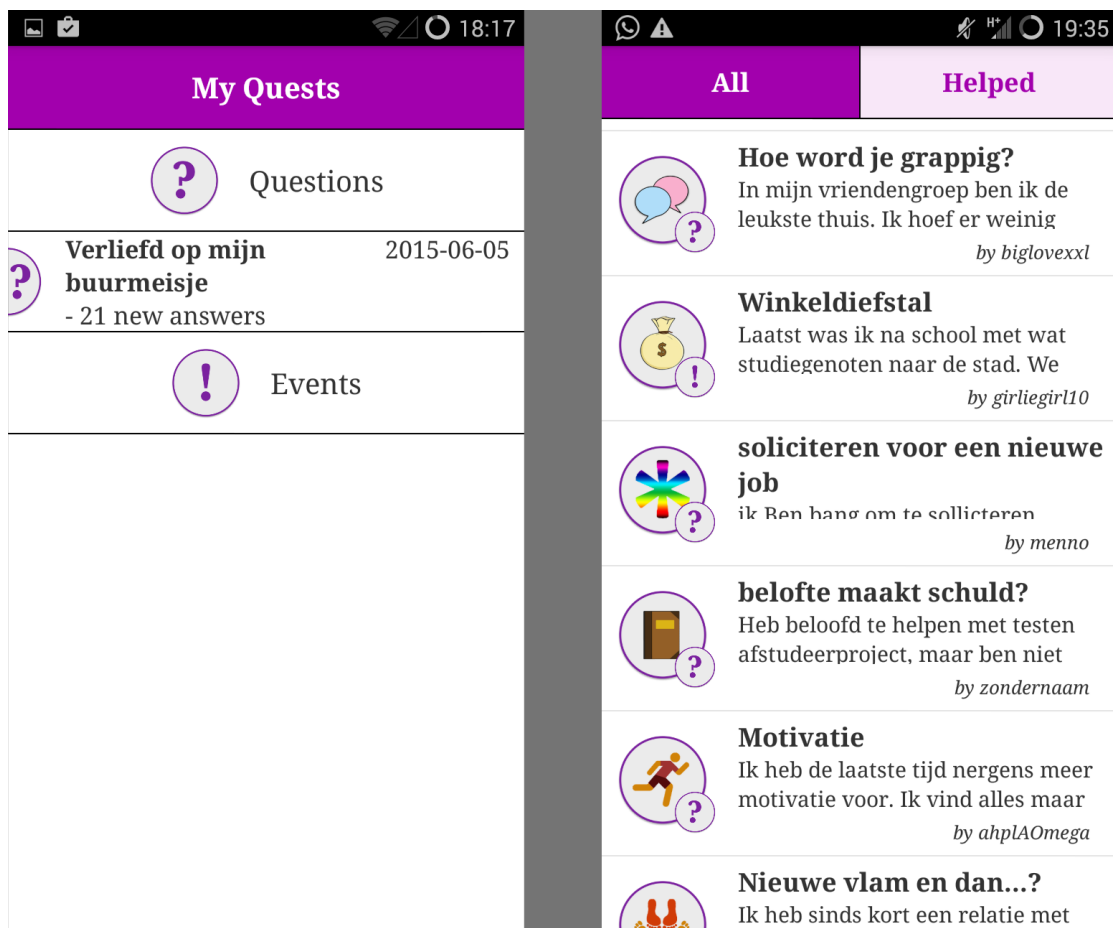 18:17
My Quests
?
Questions
?
Verliefd op mijn
2015-06-05
buurmeisje
- 21 new answers
!
Events
H+
19:35
All
Helped
Hoe word je grappig?
In mijn vriendengroep ben ik de
leukste thuis. Ik hoef er weinig
?
by biglovexxl
Winkeldiefstal
Laatst was ik na school met wat
$
studiegenoten naar de stad. We
!
by girliegirl10
soliciteren voor een nieuwe
job
ik Ben bang om te sollicteren
?
by menno
belofte maakt schuld?
Heb beloofd te helpen met testen
afstudeerproject, maar ben niet
?
by zondernaam
Motivatie
Ik heb de laatste tijd nergens meer
motivatie voor. Ik vind alles maar
?
by ahplAOmega
Nieuwe vlam en dan...?
Ik heb sinds kort een relatie met